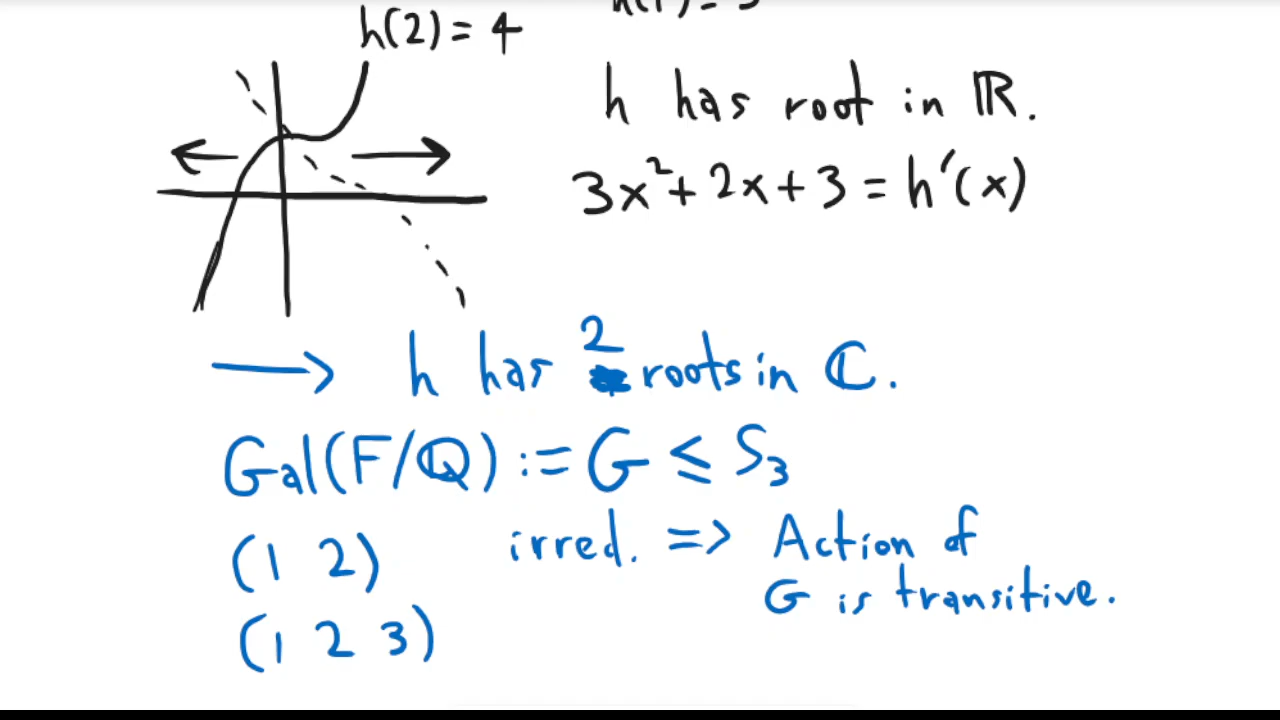 h(2) = 4
h has root in ℝ.
3x²+2x+3 = h′(x)
h has 2 roots in ℂ.
Gal(F/ℚ) := G ≤ S₃
(1 2) irred. => Action of
G is transitive.
(1 2 3)